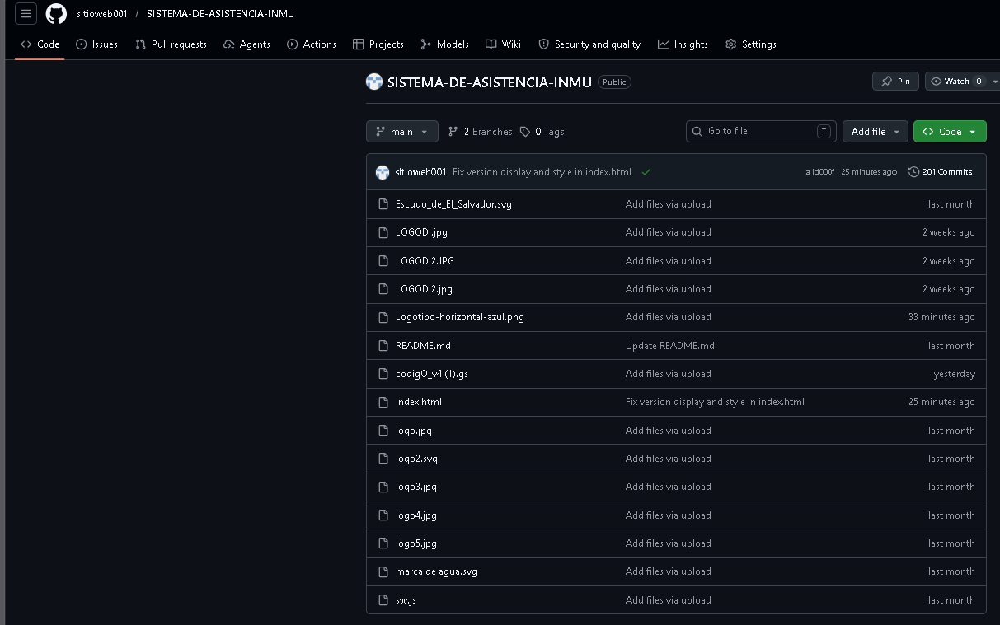 sitioweb001 / SISTEMA-DE-ASISTENCIA-INMU
Code Issues Pull requests Agents Actions Projects Models Wiki Security and quality Insights Settings
SISTEMA-DE-ASISTENCIA-INMU Public Pin Watch 0
main 2 Branches 0 Tags Go to file T Add file Code
sitioweb001 Fix version display and style in index.html a1d000f · 25 minutes ago 201 Commits
Escudo_de_El_Salvador.svg Add files via upload last month
LOGODI.jpg Add files via upload 2 weeks ago
LOGODI2.JPG Add files via upload 2 weeks ago
LOGODI2.jpg Add files via upload 2 weeks ago
Logotipo-horizontal-azul.png Add files via upload 33 minutes ago
README.md Update README.md last month
codigO_v4 (1).gs Add files via upload yesterday
index.html Fix version display and style in index.html 25 minutes ago
logo.jpg Add files via upload last month
logo2.svg Add files via upload last month
logo3.jpg Add files via upload last month
logo4.jpg Add files via upload last month
logo5.jpg Add files via upload last month
marca de agua.svg Add files via upload last month
sw.js Add files via upload last month